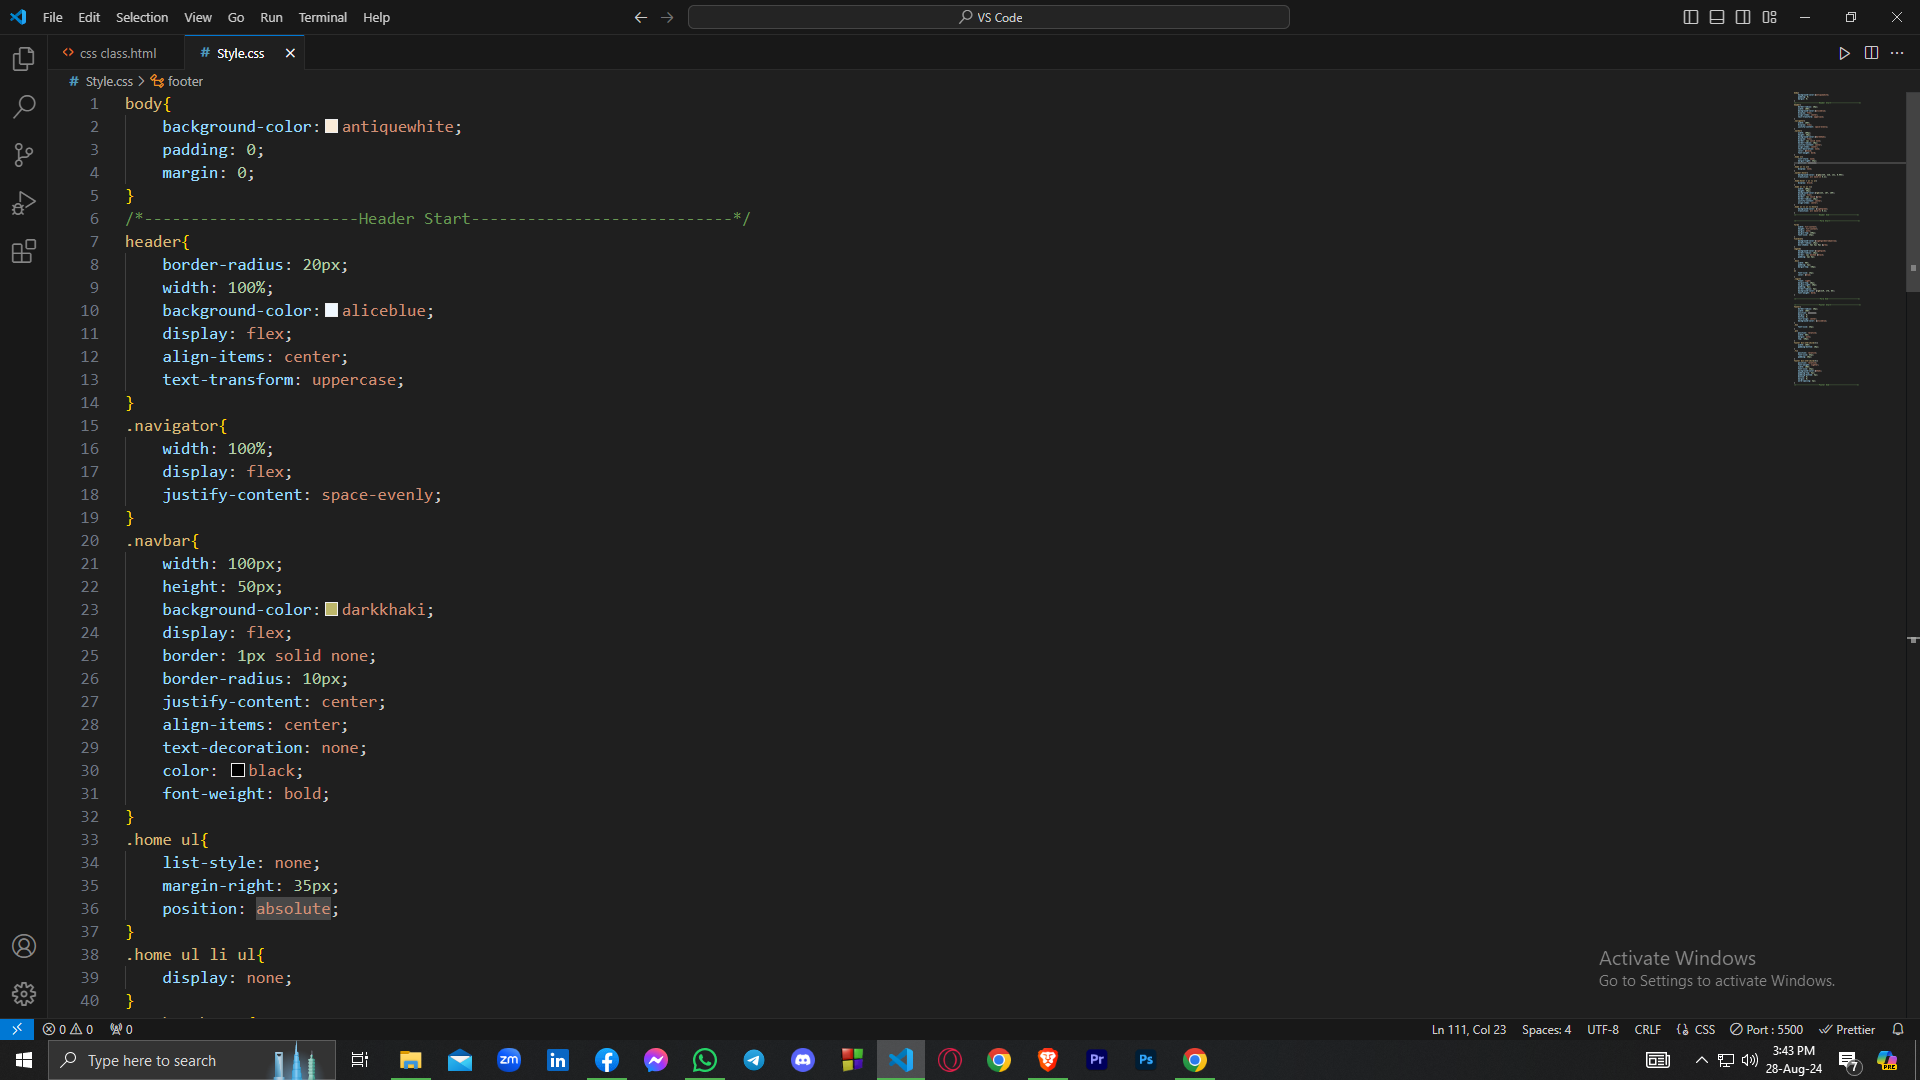 File Edit Selection View Go Run Terminal Help
VS Code
css class.html
# Style.css
# Style.css > footer
1 body{
2 background-color: antiquewhite;
3 padding: 0;
4 margin: 0;
5 }
6 /*-----------------------Header Start----------------------------*/
7 header{
8 border-radius: 20px;
9 width: 100%;
10 background-color: aliceblue;
11 display: flex;
12 align-items: center;
13 text-transform: uppercase;
14 }
15 .navigator{
16 width: 100%;
17 display: flex;
18 justify-content: space-evenly;
19 }
20 .navbar{
21 width: 100px;
22 height: 50px;
23 background-color: darkkhaki;
24 display: flex;
25 border: 1px solid none;
26 border-radius: 10px;
27 justify-content: center;
28 align-items: center;
29 text-decoration: none;
30 color: black;
31 font-weight: bold;
32 }
33 .home ul{
34 list-style: none;
35 margin-right: 35px;
36 position: absolute;
37 }
38 .home ul li ul{
39 display: none;
40 }
Activate Windows
Go to Settings to activate Windows.
0 0 0
Ln 111, Col 23 Spaces: 4 UTF-8 CRLF {} CSS Port : 5500 Prettier
Type here to search
zm
in
Pr
Ps
3:43 PM
28-Aug-24
7
PRE